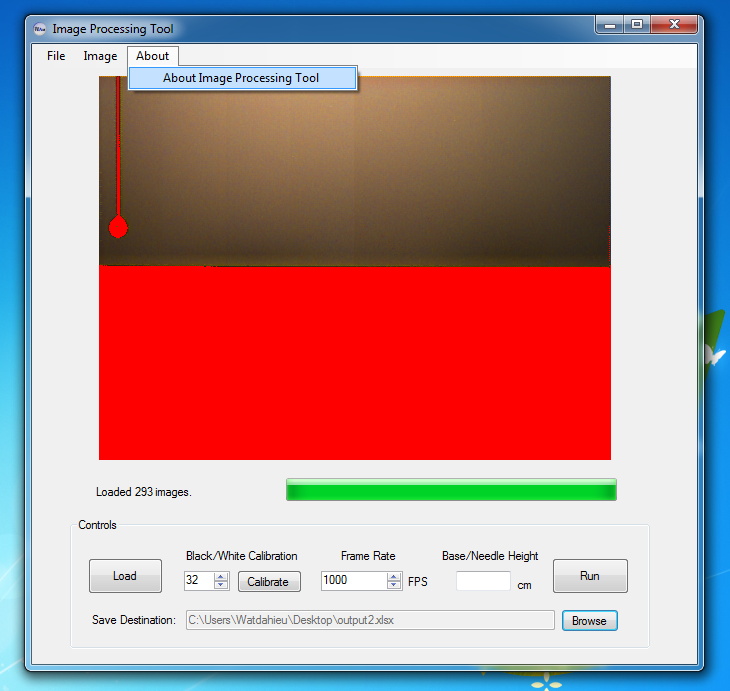 Image Processing Tool
File Image About
About Image Processing Tool
Loaded 293 images.
Controls
Black/White Calibration Frame Rate Base/Needle Height
Load 32 Calibrate 1000 FPS cm Run
Save Destination: C:\Users\Watdahieu\Desktop\output2.xlsx Browse